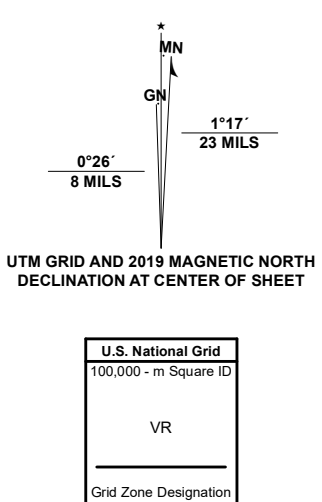 ★
MN
GN
1°17´
23 MILS
0°26´
8 MILS
UTM GRID AND 2019 MAGNETIC NORTH
DECLINATION AT CENTER OF SHEET
U.S. National Grid
100,000 - m Square ID
VR
Grid Zone Designation